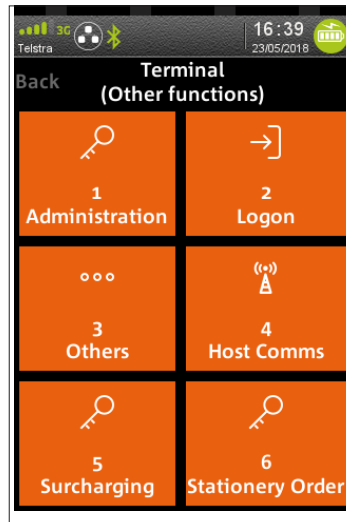 3G
16:39
Telstra
23/05/2018
Back
Terminal
(Other functions)
1
Administration
2
Logon
3
Others
4
Host Comms
5
Surcharging
6
Stationery Order